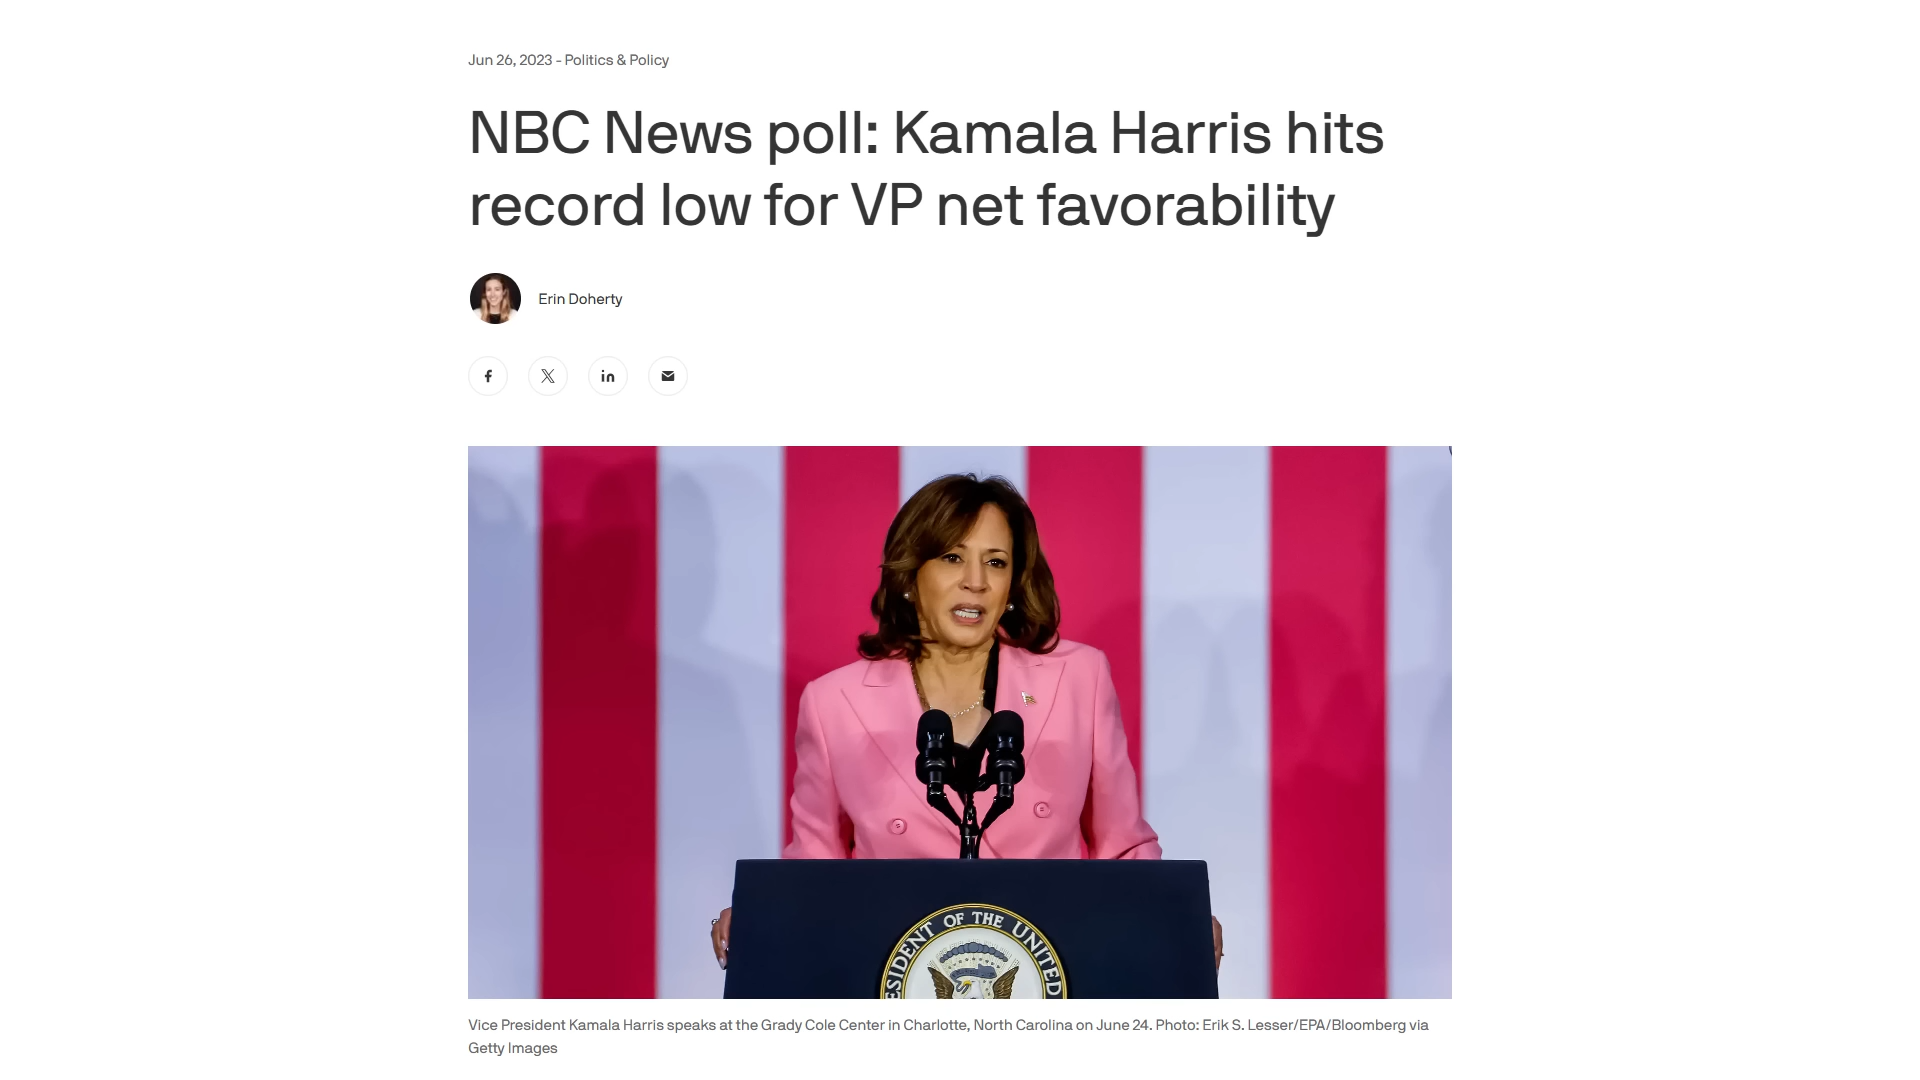 Jun 26, 2023 - Politics & Policy
NBC News poll: Kamala Harris hits
record low for VP net favorability
Erin Doherty
ESIDENT OF THE UNITED
Vice President Kamala Harris speaks at the Grady Cole Center in Charlotte, North Carolina on June 24. Photo: Erik S. Lesser/EPA/Bloomberg via
Getty Images